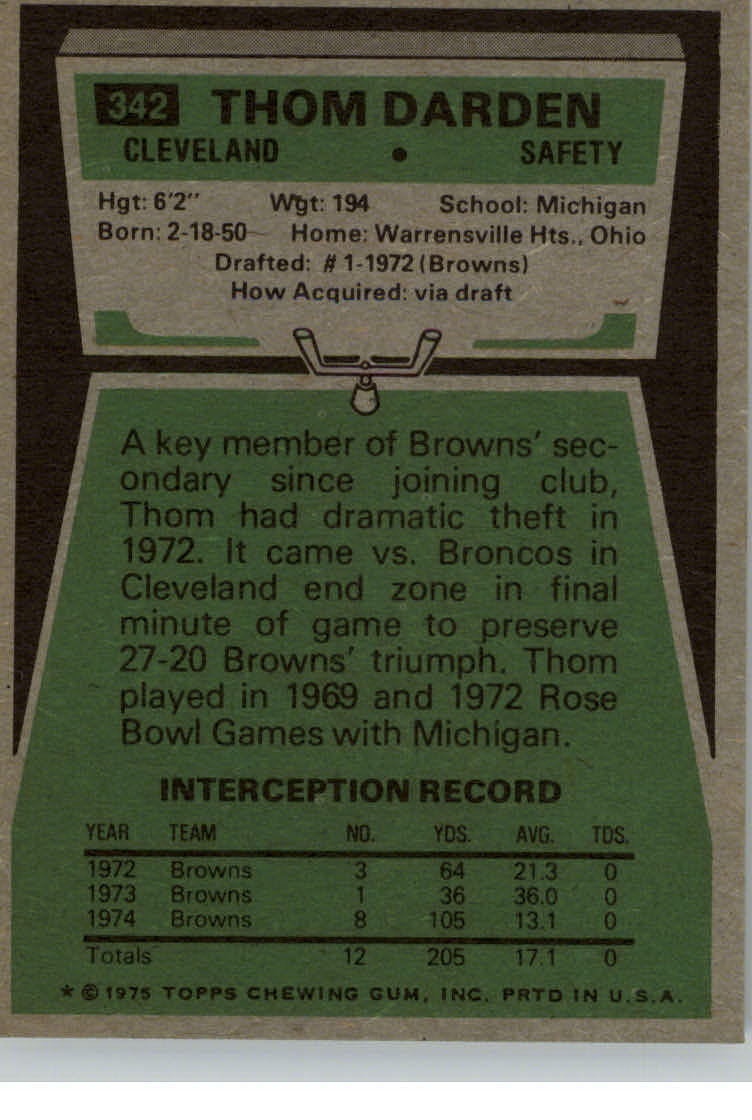 342 THOM DARDEN
CLEVELAND • SAFETY
Hgt: 6'2" Wgt: 194 School: Michigan
Born: 2-18-50 Home: Warrensville Hts., Ohio
Drafted: #1-1972 (Browns)
How Acquired: via draft
A key member of Browns' sec-
ondary since joining club,
Thom had dramatic theft in
1972. It came vs. Broncos in
Cleveland end zone in final
minute of game to preserve
27-20 Browns' triumph. Thom
played in 1969 and 1972 Rose
Bowl Games with Michigan.
INTERCEPTION RECORD
YEAR TEAM NO. YDS. AVG. TDS.
1972 Browns 3 64 21.3 0
1973 Browns 1 36 36.0 0
1974 Browns 8 105 13.1 0
Totals 12 205 17.1 0
* © 1975 TOPPS CHEWING GUM, INC. PRTD IN U.S.A.